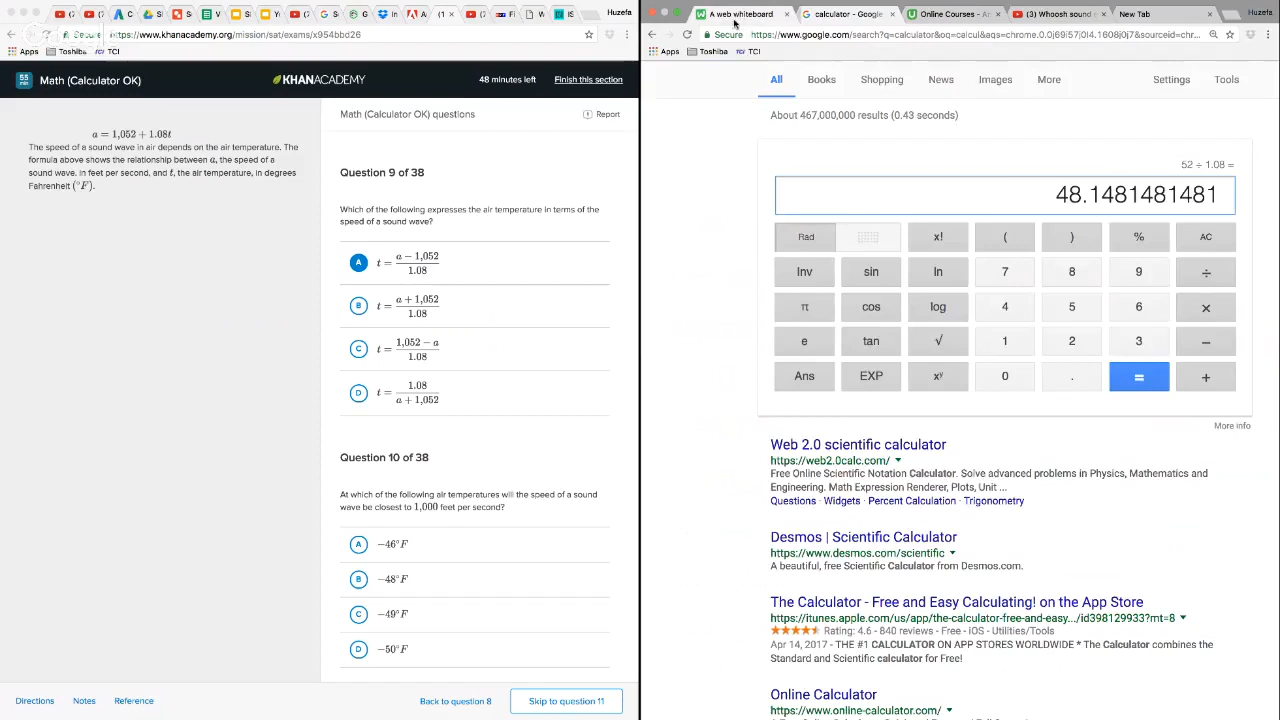 (1
(3
11
11
IS
Huzefa
A web whiteboard
calculator - Google
Online Courses - An
(3) Whoosh sound e
New Tab
Huzefa
Secure
https://www.khanacademy.org/mission/sat/exams/x954bbd26
Secure
https://www.google.com/search?q=calculator&oq=calcul&aqs=chrome.0.0j69i57j0l4.1608j0j7&sourceid=chr...
Apps
Toshiba
TCI
Apps
Toshiba
TCI
55
min
Math (Calculator OK)
KHANACADEMY
48 minutes left
Finish this section
a = 1,052 + 1.08t
The speed of a sound wave in air depends on the air temperature. The
formula above shows the relationship between a, the speed of a
sound wave, in feet per second, and t, the air temperature, in degrees
Fahrenheit (°F).
Math (Calculator OK) questions
Report
Question 9 of 38
Which of the following expresses the air temperature in terms of the
speed of a sound wave?
A t = a − 1,052 / 1.08
B t = a + 1,052 / 1.08
C t = 1,052 − a / 1.08
D t = 1.08 / a + 1,052
Question 10 of 38
At which of the following air temperatures will the speed of a sound
wave be closest to 1,000 feet per second?
A −46°F
B −48°F
C −49°F
D −50°F
Directions
Notes
Reference
Back to question 8
Skip to question 11
All
Books
Shopping
News
Images
More
Settings
Tools
About 467,000,000 results (0.43 seconds)
52 ÷ 1.08 =
48.1481481481
Rad x! ( ) % AC
Inv sin ln 7 8 9 ÷
π cos log 4 5 6 ×
e tan √ 1 2 3 −
Ans EXP xʸ 0 . = +
More info
Web 2.0 scientific calculator
https://web2.0calc.com/
Free Online Scientific Notation Calculator. Solve advanced problems in Physics, Mathematics and
Engineering. Math Expression Renderer, Plots, Unit ...
Questions · Widgets · Percent Calculation · Trigonometry
Desmos | Scientific Calculator
https://www.desmos.com/scientific
A beautiful, free Scientific Calculator from Desmos.com.
The Calculator - Free and Easy Calculating! on the App Store
https://itunes.apple.com/us/app/the-calculator-free-and-easy.../id398129933?mt=8
Rating: 4.6 - 840 reviews - Free - iOS - Utilities/Tools
Apr 14, 2017 - THE #1 CALCULATOR ON APP STORES WORLDWIDE * The Calculator combines the
Standard and Scientific calculator for Free!
Online Calculator
https://www.online-calculator.com/